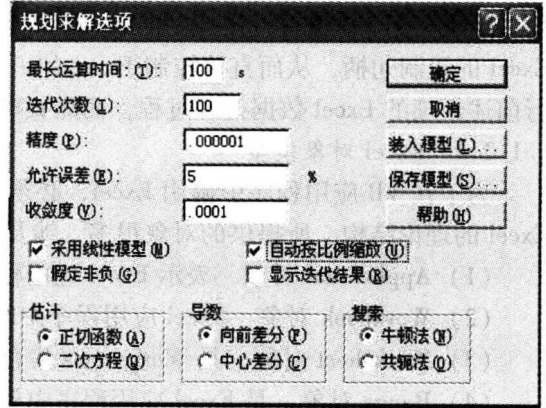 规划求解选项
最长运算时间:(T): 100 s 确定
迭代次数(I): 100 取消
精度(P): .000001 装入模型(L)...
允许误差(E): 5 % 保存模型(S)...
收敛度(V): .0001 帮助(H)
采用线性模型(M) 自动按比例缩放(U)
假定非负(G) 显示迭代结果(R)
估计 导数 搜索
正切函数(A) 向前差分(F) 牛顿法(N)
二次方程(Q) 中心差分(C) 共轭法(O)